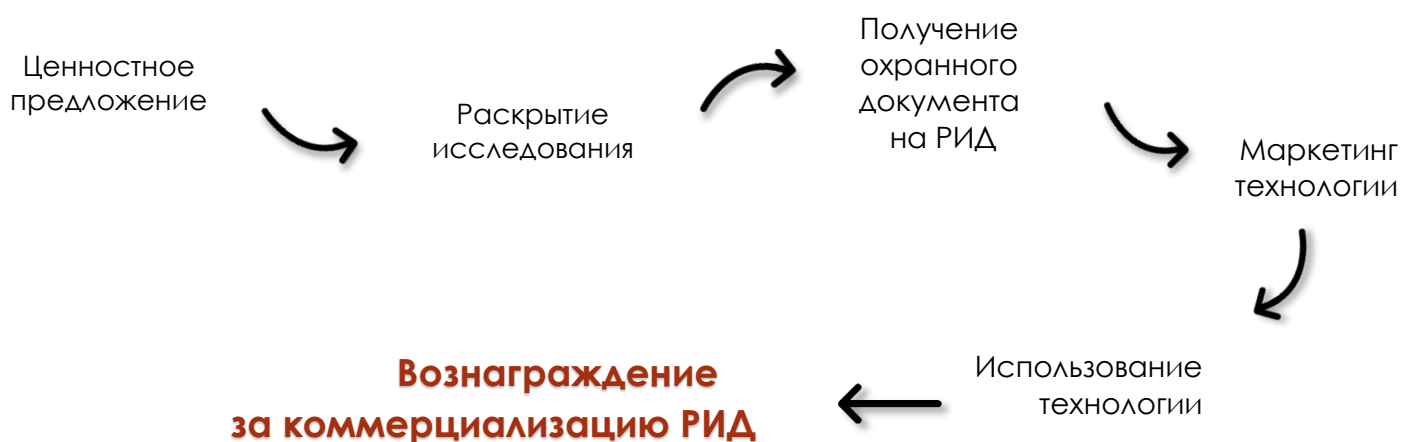 Ценностное
предложение
Раскрытие
исследования
Получение
охранного
документа
на РИД
Маркетинг
технологии
Использование
технологии
Вознаграждение
за коммерциализацию РИД